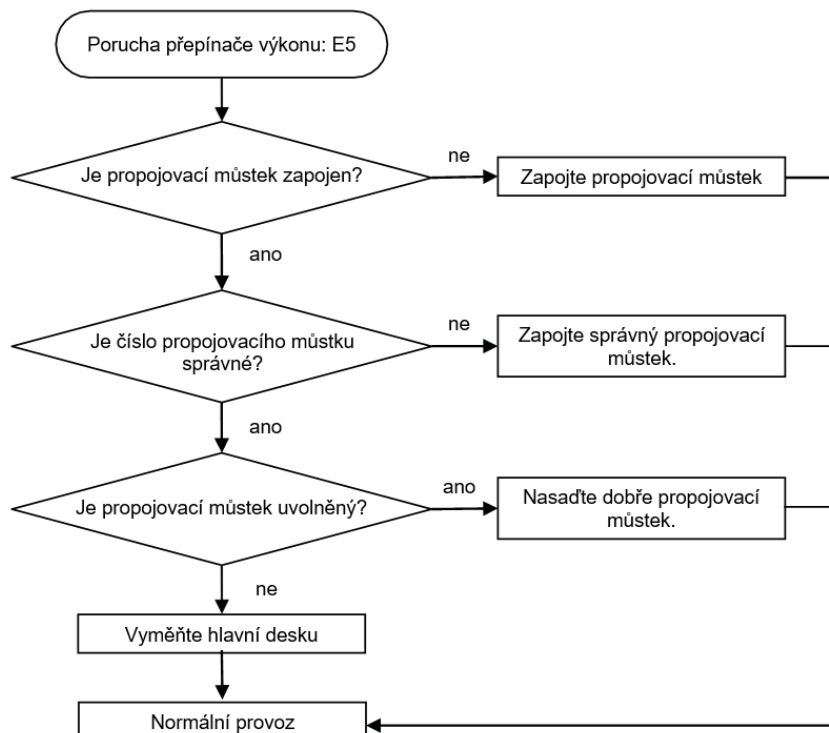 Porucha přepínače výkonu: E5
Je propojovací můstek zapojen?
ne
Zapojte propojovací můstek
ano
Je číslo propojovacího můstku
správné?
ne
Zapojte správný propojovací
můstek.
ano
Je propojovací můstek uvolněný?
ano
Nasaďte dobře propojovací
můstek.
ne
Vyměňte hlavní desku
Normální provoz